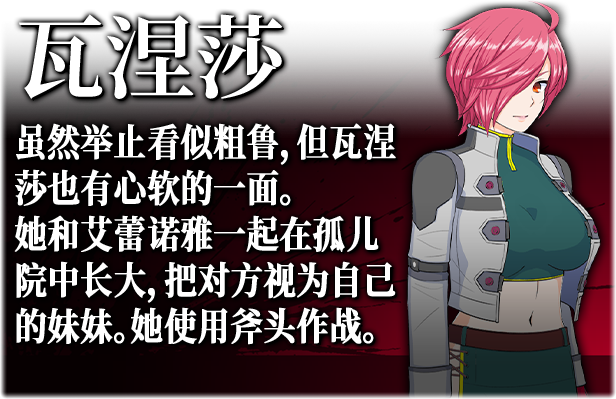 瓦涅莎
虽然举止看似粗鲁，但瓦涅
莎也有心软的一面。
她和艾蕾诺雅一起在孤儿
院中长大，把对方视为自己
的妹妹。她使用斧头作战。